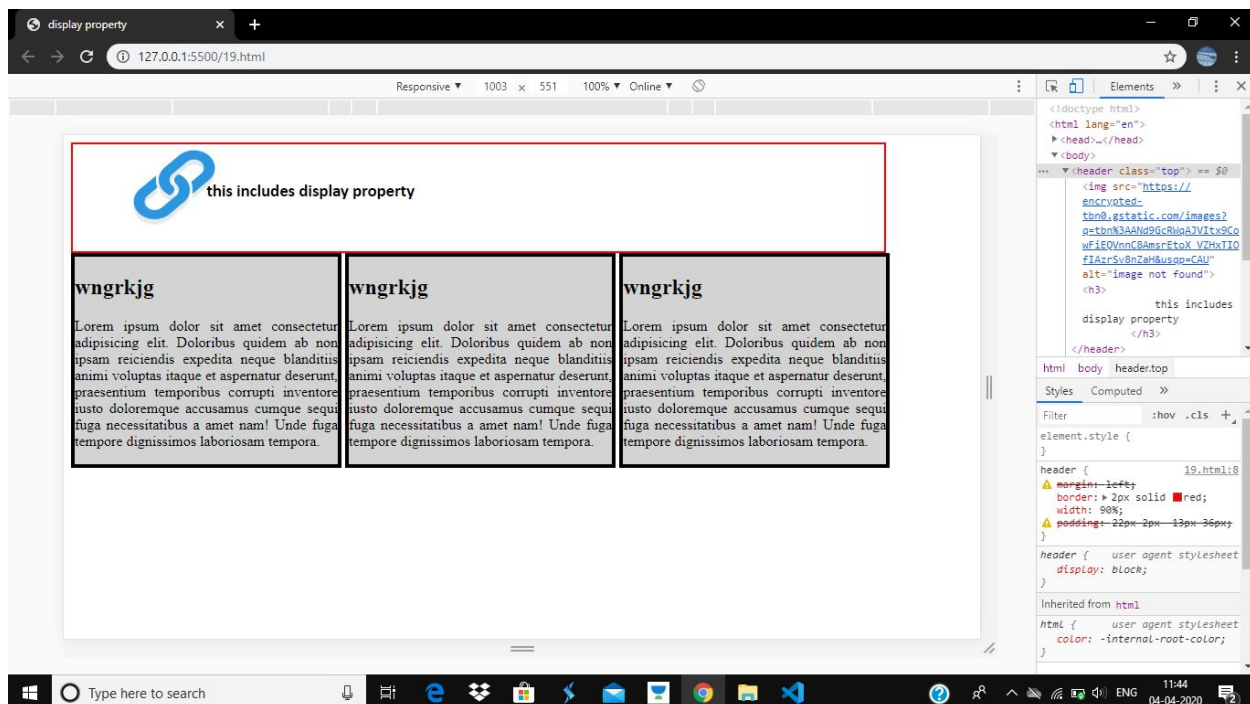 display property
127.0.0.1:5500/19.html
Responsive ▼ 1003 x 551 100% ▼ Online ▼
Elements »
this includes display property
wngrkjg
Lorem ipsum dolor sit amet consectetur
adipisicing elit. Doloribus quidem ab non
ipsam reiciendis expedita neque blanditiis
animi voluptas itaque et aspernatur deserunt,
praesentium temporibus corrupti inventore
iusto doloremque accusamus cumque sequi
fuga necessitatibus a amet nam! Unde fuga
tempore dignissimos laboriosam tempora.
wngrkjg
Lorem ipsum dolor sit amet consectetur
adipisicing elit. Doloribus quidem ab non
ipsam reiciendis expedita neque blanditiis
animi voluptas itaque et aspernatur deserunt,
praesentium temporibus corrupti inventore
iusto doloremque accusamus cumque sequi
fuga necessitatibus a amet nam! Unde fuga
tempore dignissimos laboriosam tempora.
wngrkjg
Lorem ipsum dolor sit amet consectetur
adipisicing elit. Doloribus quidem ab non
ipsam reiciendis expedita neque blanditiis
animi voluptas itaque et aspernatur deserunt,
praesentium temporibus corrupti inventore
iusto doloremque accusamus cumque sequi
fuga necessitatibus a amet nam! Unde fuga
tempore dignissimos laboriosam tempora.
<!doctype html>
<html lang="en">
▶<head>…</head>
▼<body>
… ▼<header class="top"> == $0
<img src="https://
encrypted-
tbn0.gstatic.com/images?
alt="image not found">
<h3>
this includes
display property
</h3>
</header>
html body header.top
Styles Computed »
Filter :hov .cls +
element.style {
}
header { 19.html:8
margin: left;
border: ▶ 2px solid red;
width: 90%;
padding: 22px 2px 13px 36px;
}
header { user agent stylesheet
display: block;
}
Inherited from html
html { user agent stylesheet
color: -internal-root-color;
}
Type here to search
ENG
11:44
04-04-2020
2